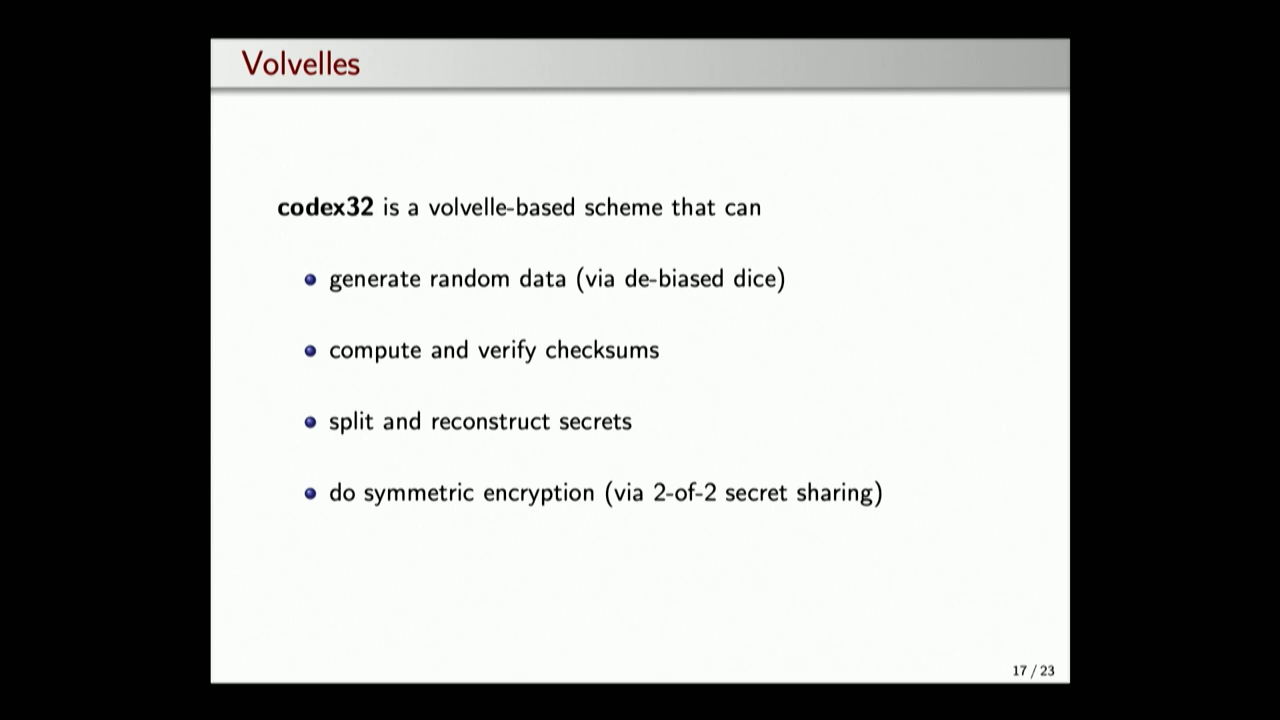 Volvelles
codex32 is a volvelle-based scheme that can
generate random data (via de-biased dice)
compute and verify checksums
split and reconstruct secrets
do symmetric encryption (via 2-of-2 secret sharing)
17 / 23